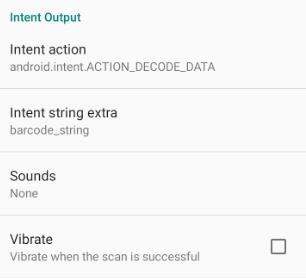 Intent Output
Intent action
android.intent.ACTION_DECODE_DATA
Intent string extra
barcode_string
Sounds
None
Vibrate
Vibrate when the scan is successful